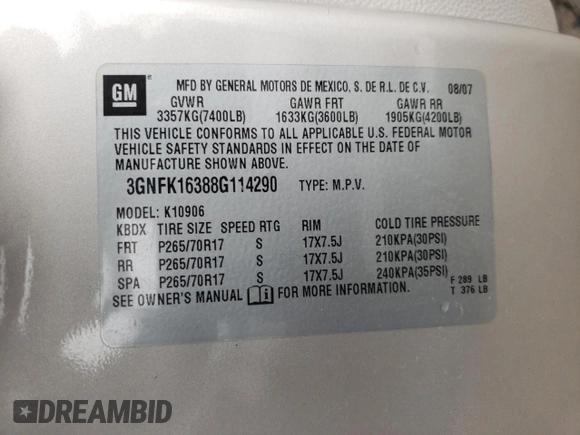 GM
MFD BY GENERAL MOTORS DE MEXICO, S. DE R.L. DE C.V. 08/07
GVWR GAWR FRT GAWR RR
3357KG(7400LB) 1633KG(3600LB) 1905KG(4200LB)
THIS VEHICLE CONFORMS TO ALL APPLICABLE U.S. FEDERAL MOTOR
VEHICLE SAFETY STANDARDS IN EFFECT ON THE DATE OF
MANUFACTURE SHOWN ABOVE.
3GNFK16388G114290 TYPE: M.P.V.
MODEL: K10906
KBDX TIRE SIZE SPEED RTG RIM COLD TIRE PRESSURE
FRT P265/70R17 S 17X7.5J 210KPA(30PSI)
RR P265/70R17 S 17X7.5J 210KPA(30PSI)
SPA P265/70R17 S 17X7.5J 240KPA(35PSI)
F 289 LB
SEE OWNER'S MANUAL FOR MORE INFORMATION.
T 376 LB
DREAMBID